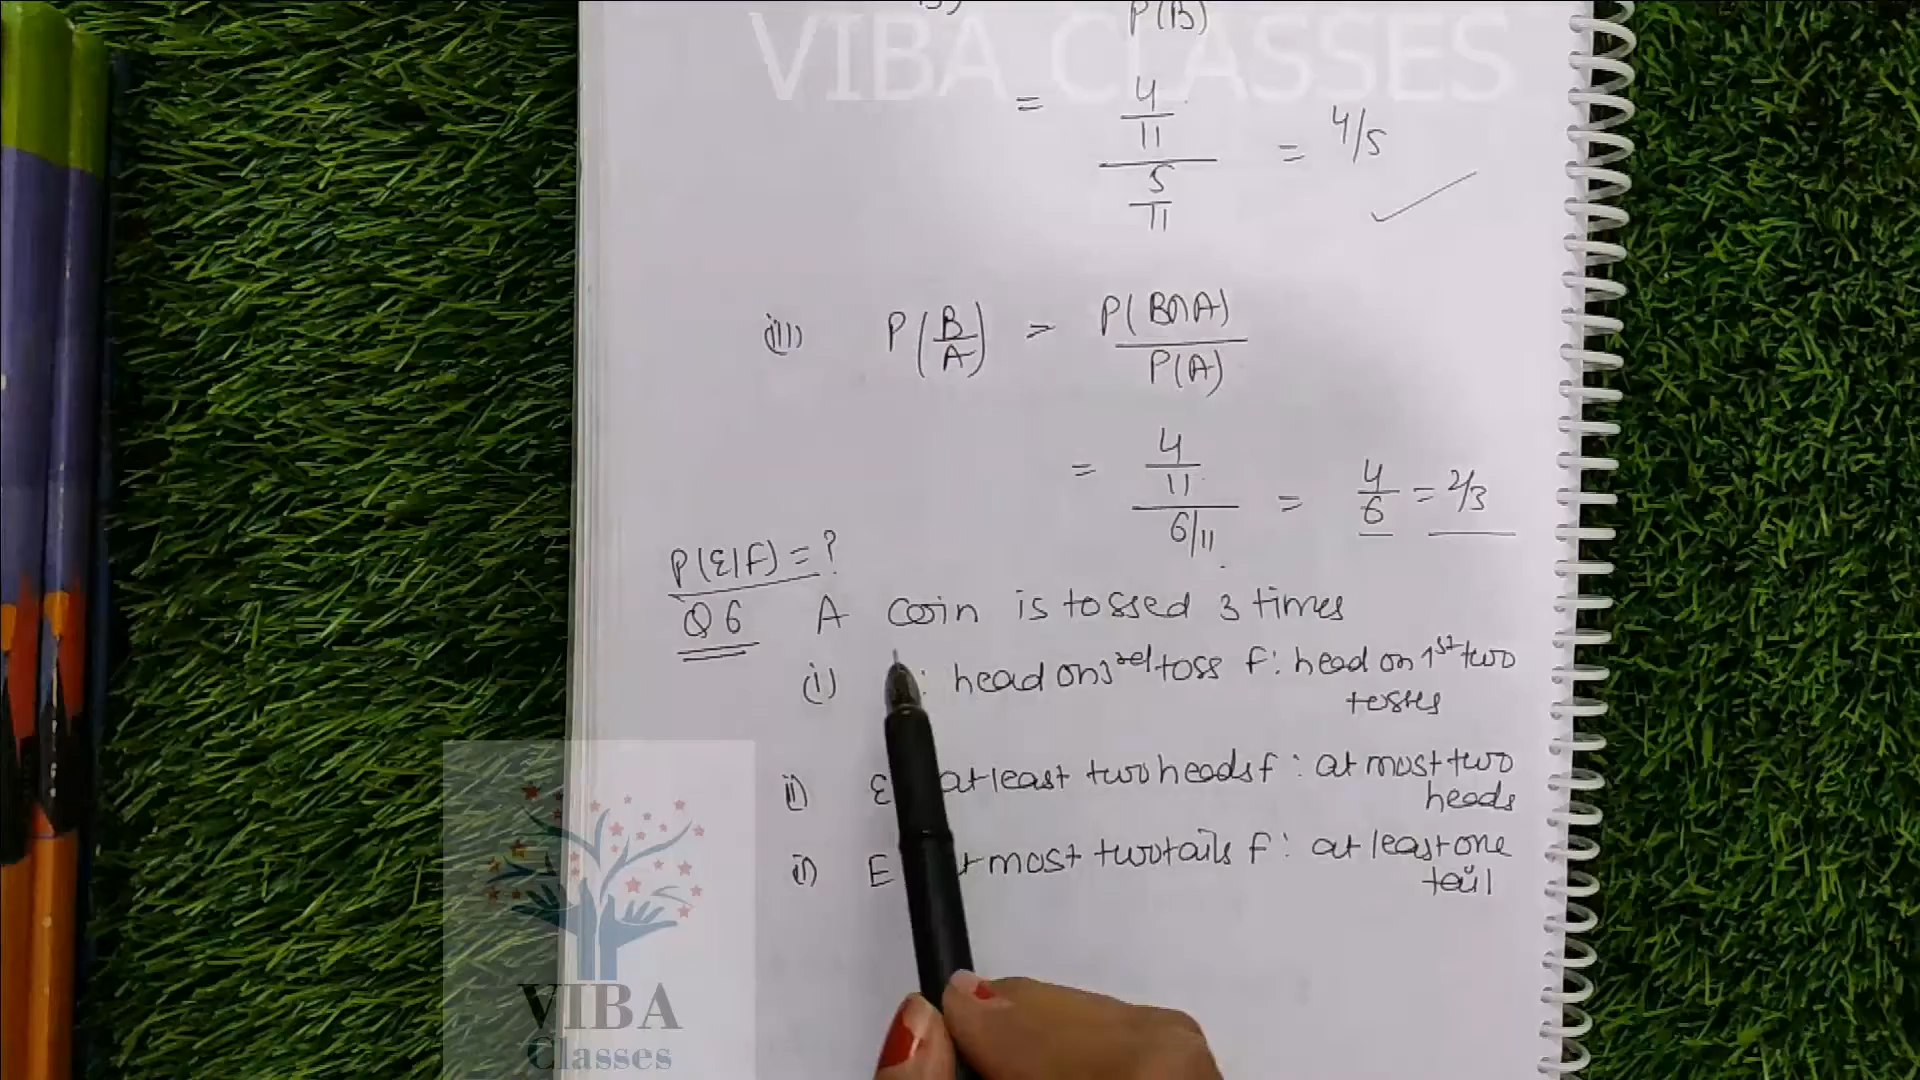 P(B)
VIBA CLASSES
= 4/11 / 5/11 = 4/5
(iii) P(B/A) = P(B∩A) / P(A)
= 4/11 / 6/11 = 4/6 = 2/3
P(E|F) = ?
Q6 A coin is tossed 3 times
(i) : head on 3rd toss F: head on 1st two
tosses
ii) E at least two heads F: at most two
heads
ii) E t most two tails F: at least one
tail
VIBA
Classes